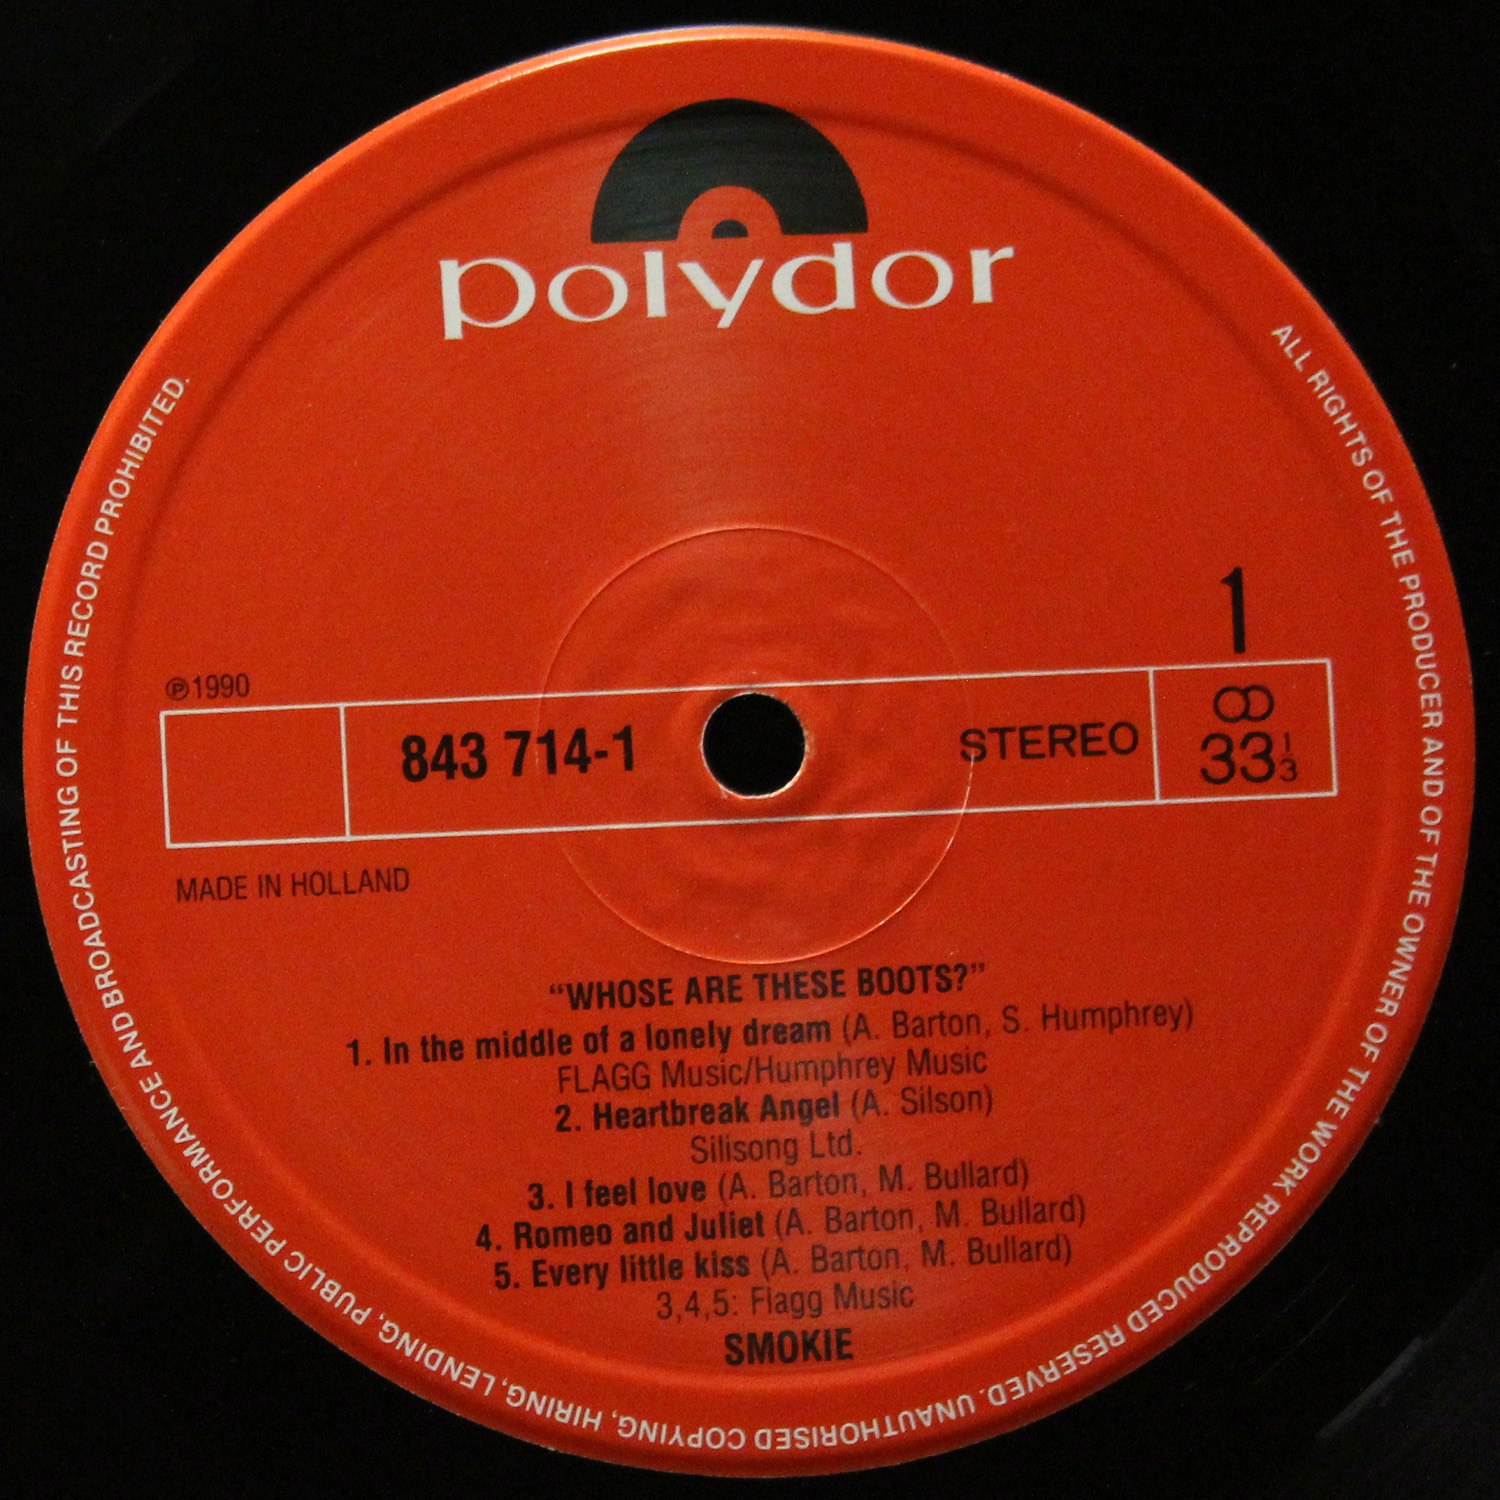 polydor
1
℗1990
843 714-1
STEREO
33 1/3
MADE IN HOLLAND
“WHOSE ARE THESE BOOTS?”
1. In the middle of a lonely dream (A. Barton, S. Humphrey)
FLAGG Music/Humphrey Music
2. Heartbreak Angel (A. Silson)
Silisong Ltd.
3. I feel love (A. Barton, M. Bullard)
4. Romeo and Juliet (A. Barton, M. Bullard)
5. Every little kiss (A. Barton, M. Bullard)
3,4,5: Flagg Music
SMOKIE
ALL RIGHTS OF THE PRODUCER AND OF THE OWNER OF THE WORK REPRODUCED RESERVED. UNAUTHORISED COPYING, HIRING, LENDING, PUBLIC PERFORMANCE AND BROADCASTING OF THIS RECORD PROHIBITED.